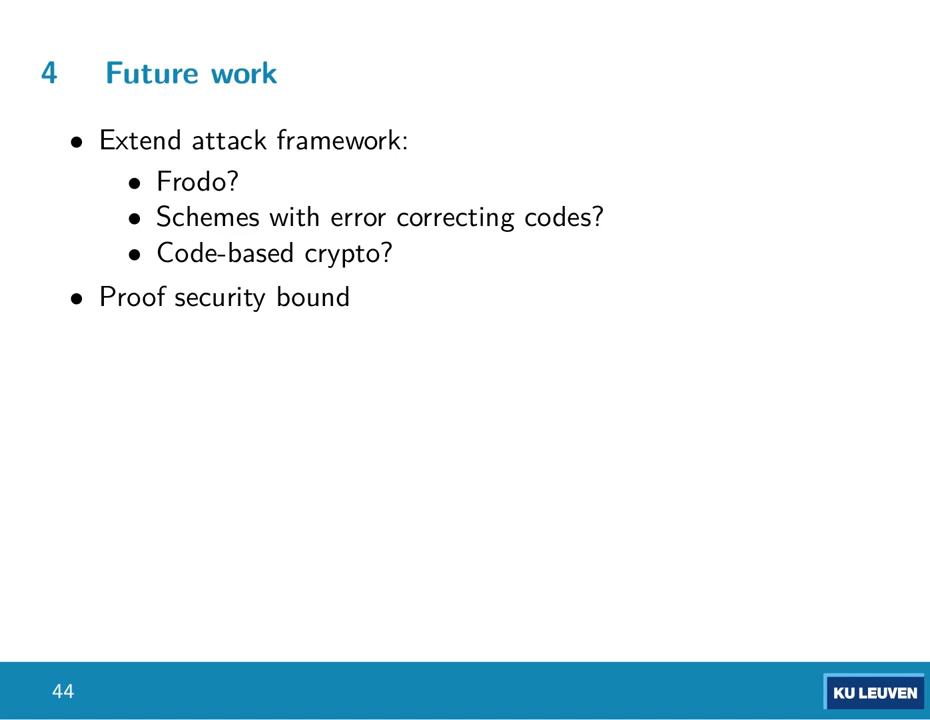 4 Future work
• Extend attack framework:
• Frodo?
• Schemes with error correcting codes?
• Code-based crypto?
• Proof security bound
44
KU LEUVEN